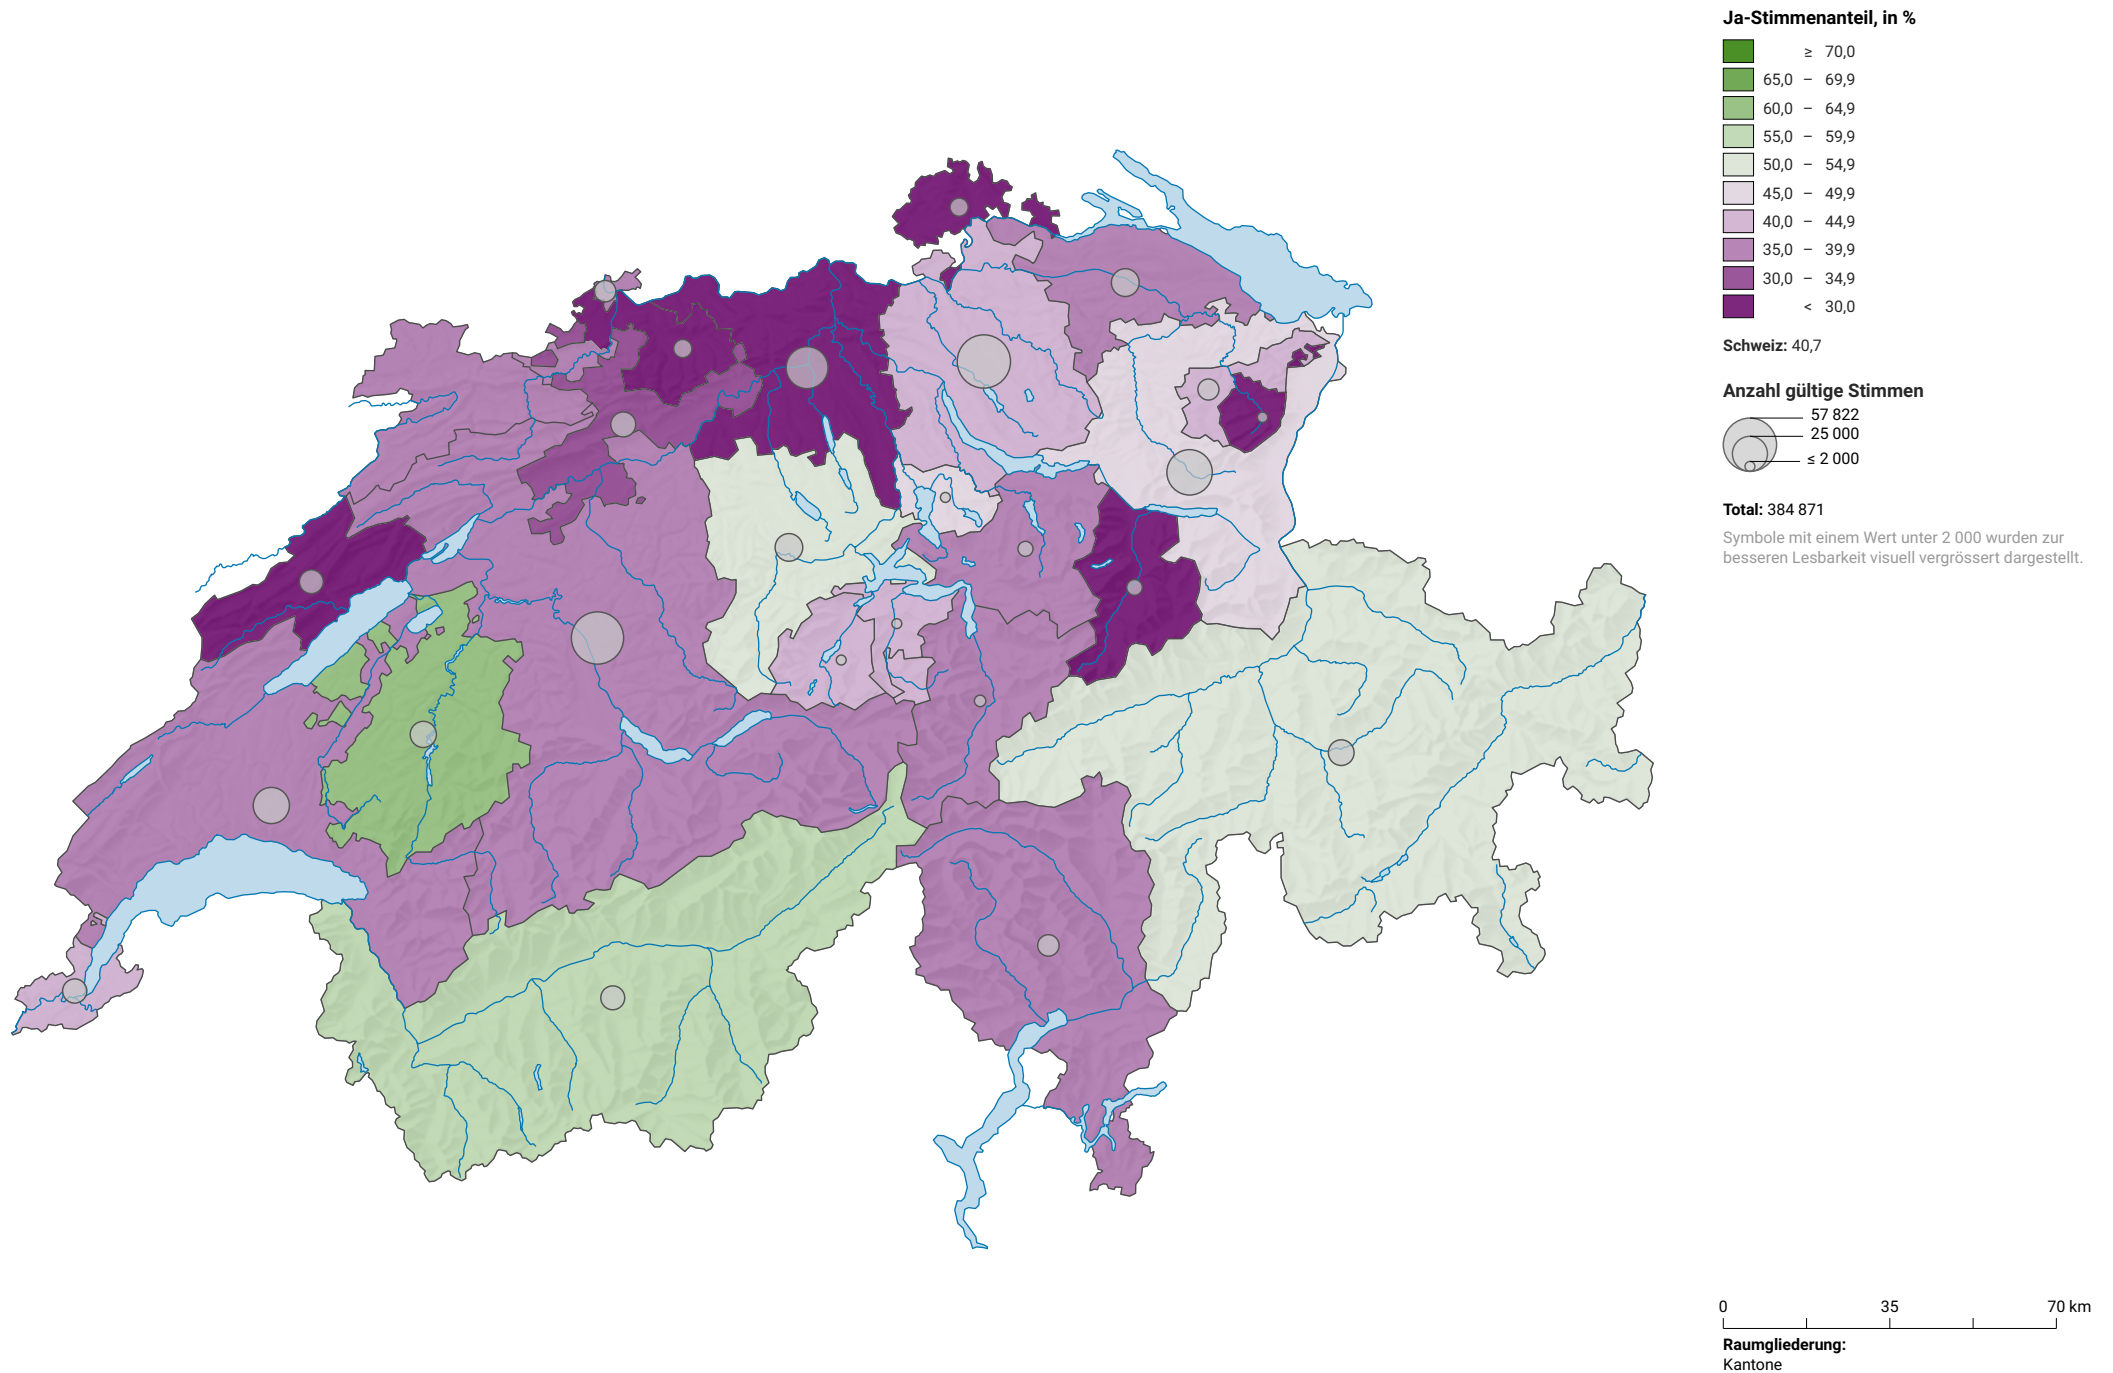 Ja-Stimmenanteil, in %
≥ 70,0
65,0 – 69,9
60,0 – 64,9
55,0 – 59,9
50,0 – 54,9
45,0 – 49,9
40,0 – 44,9
35,0 – 39,9
30,0 – 34,9
< 30,0
Schweiz: 40,7
Anzahl gültige Stimmen
57 822
25 000
≤ 2 000
Total: 384 871
Symbole mit einem Wert unter 2 000 wurden zur
besseren Lesbarkeit visuell vergrössert dargestellt.
0 35 70 km
Raumgliederung:
Kantone